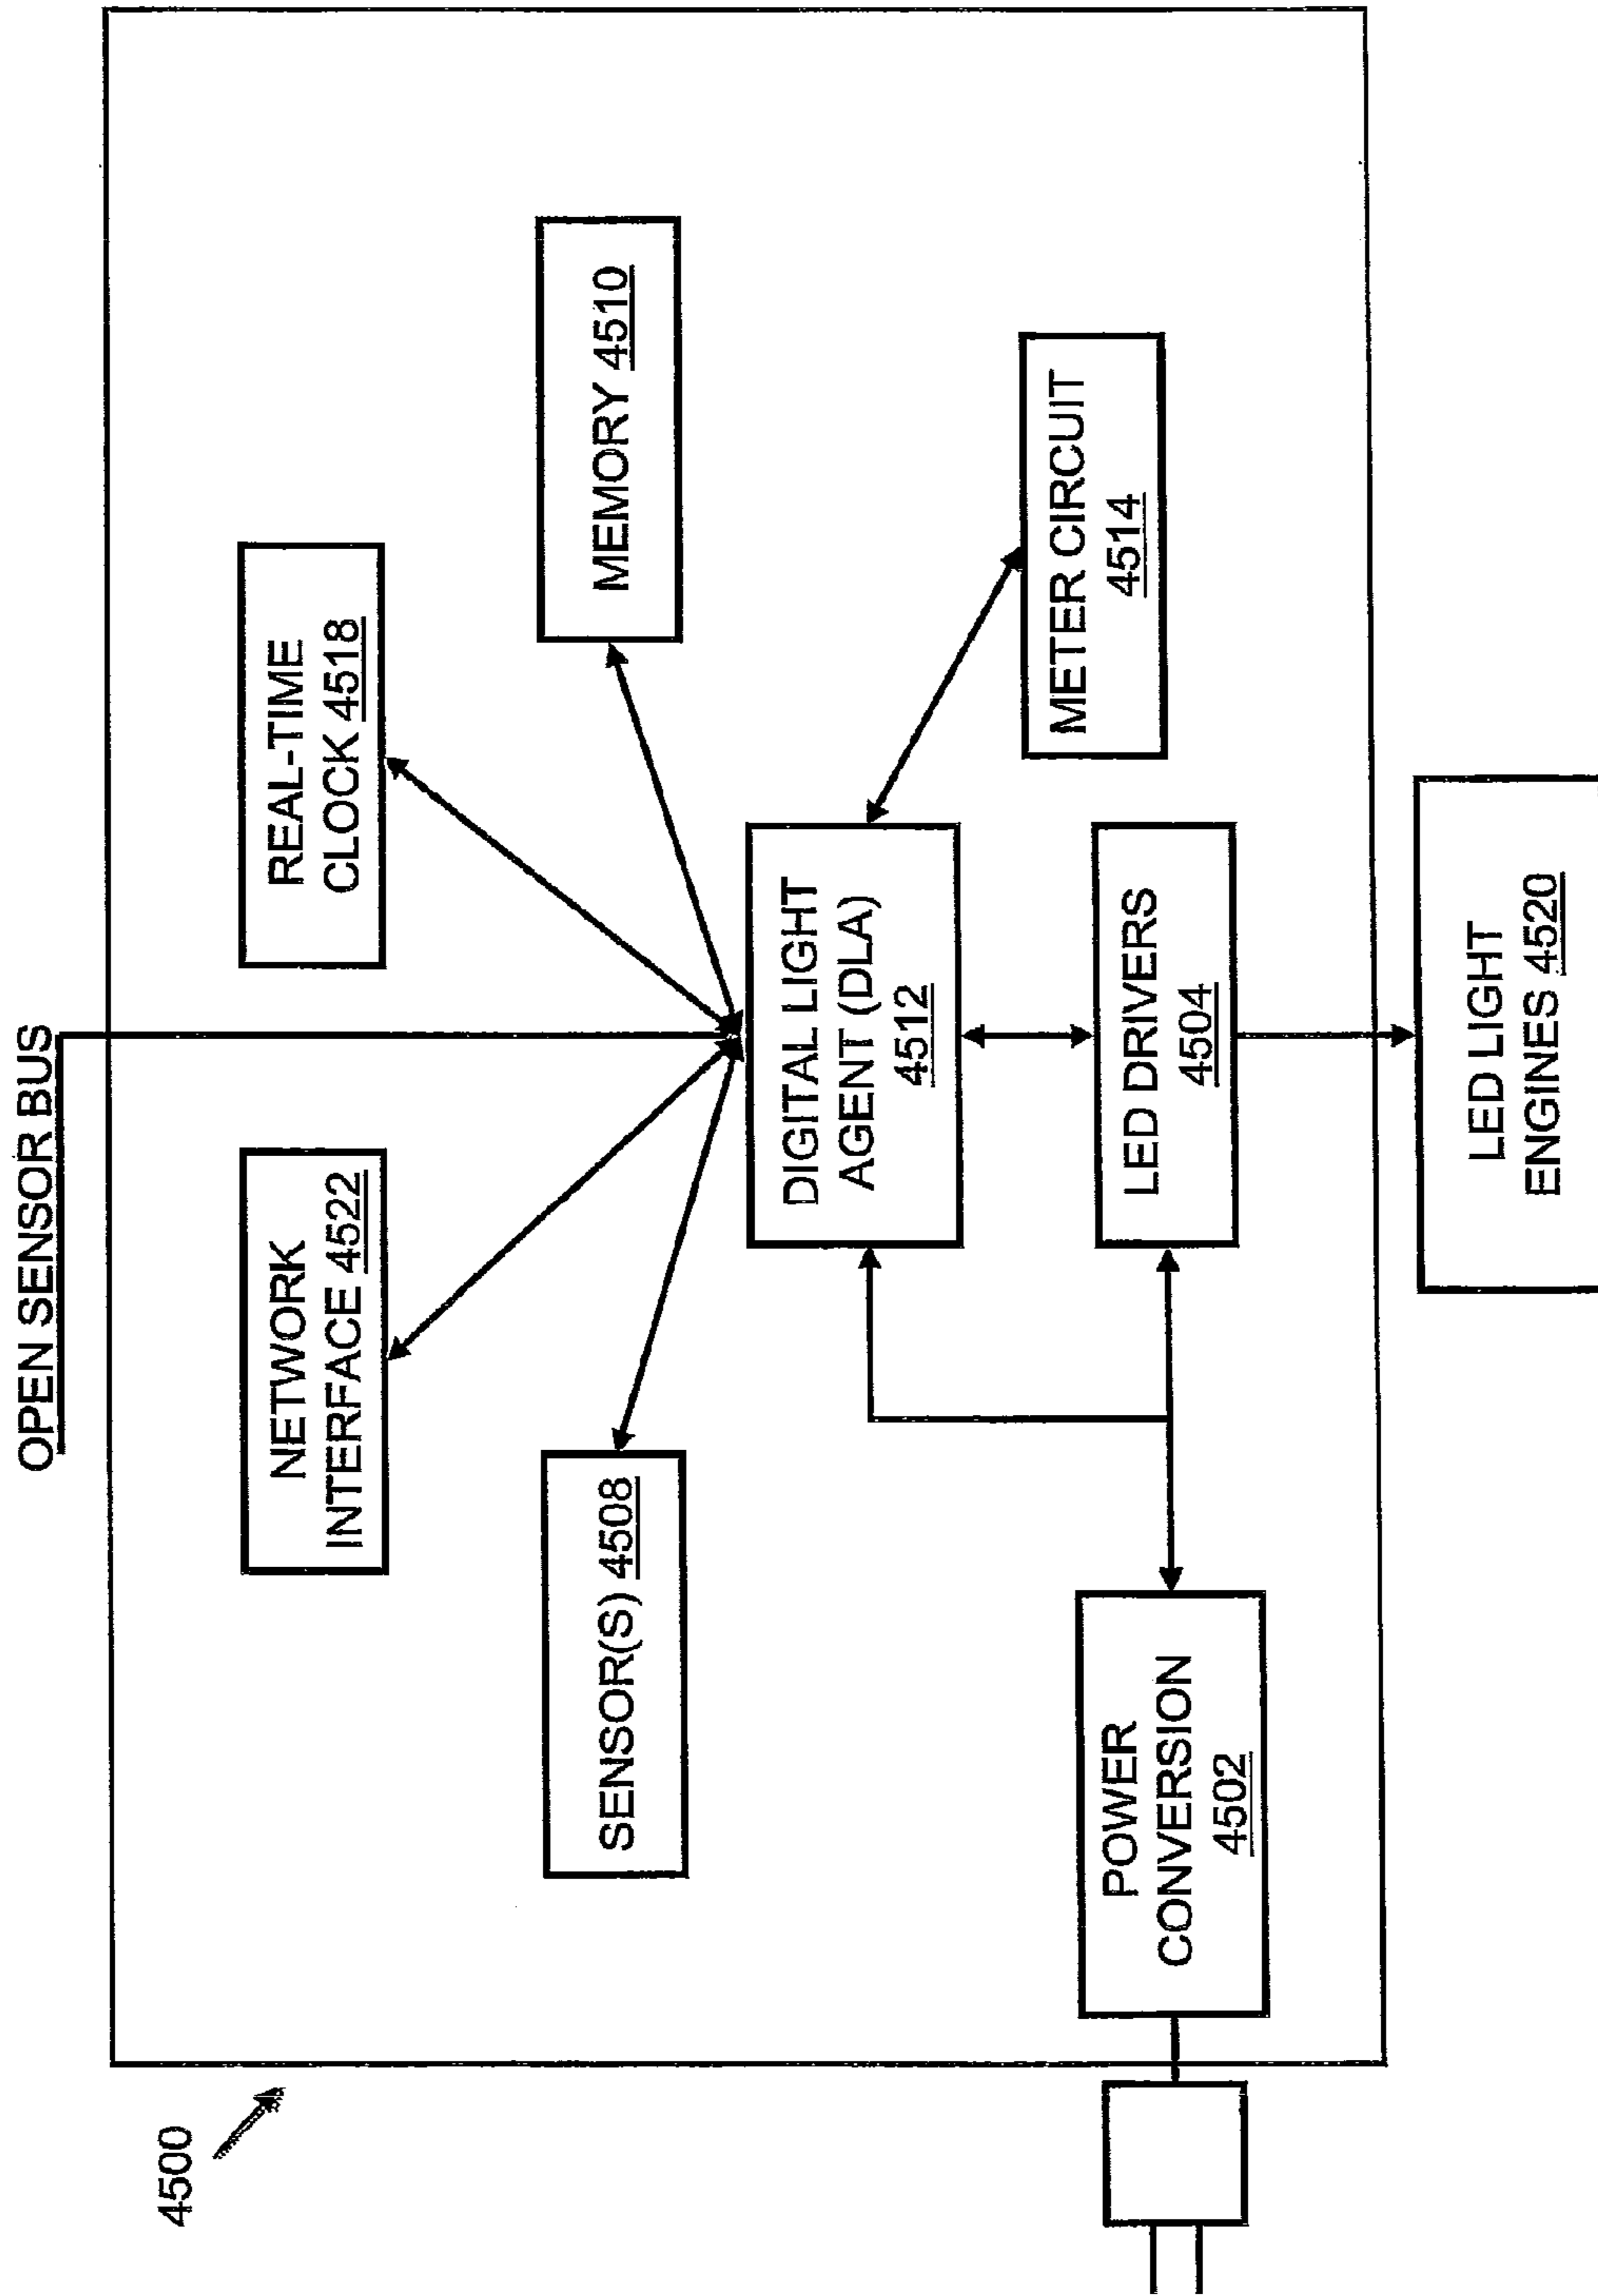 OPEN SENSOR BUS
4500
NETWORK
INTERFACE 4522
REAL-TIME
CLOCK 4518
SENSOR(S) 4508
MEMORY 4510
DIGITAL LIGHT
AGENT (DLA)
4512
POWER
CONVERSION
4502
LED DRIVERS
4504
METER CIRCUIT
4514
LED LIGHT
ENGINES 4520